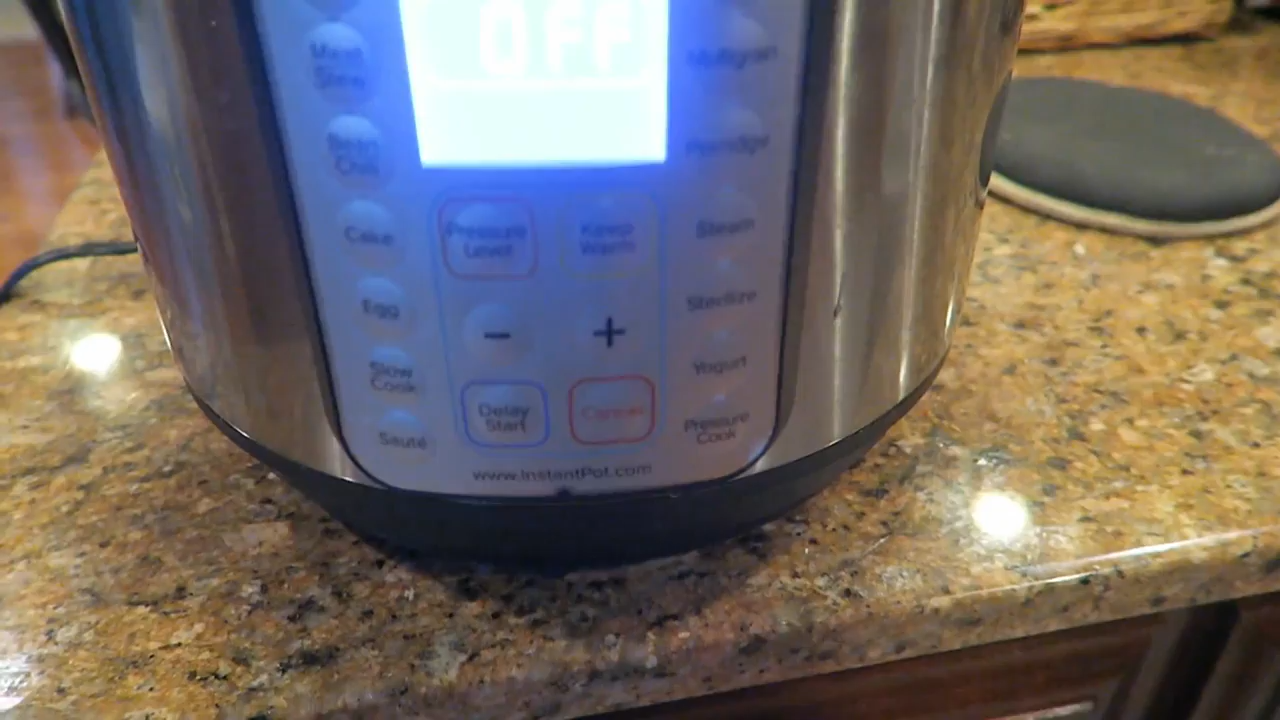 OFF
Meat
Stew
Bean
Chili
Cake
Egg
Slow
Cook
Sauté
Pressure
Level
Keep
Warm
−
+
Delay
Start
Cancel
Multigrain
Porridge
Steam
Sterilize
Yogurt
Pressure
Cook
www.InstantPot.com